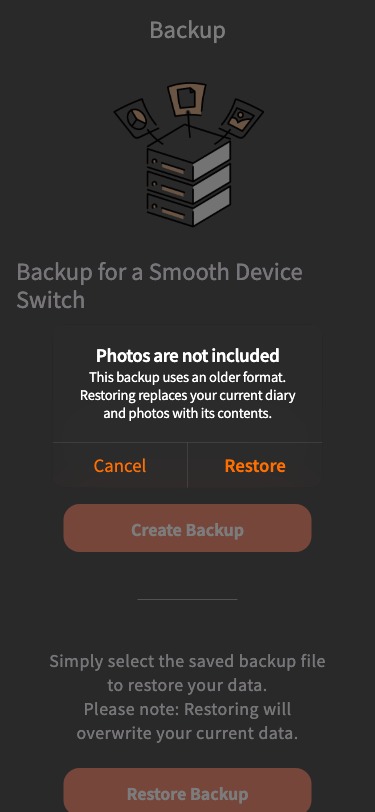 Backup
Backup for a Smooth Device
Switch
Photos are not included
This backup uses an older format.
Restoring replaces your current diary
and photos with its contents.
Cancel
Restore
Create Backup
Simply select the saved backup file
to restore your data.
Please note: Restoring will
overwrite your current data.
Restore Backup